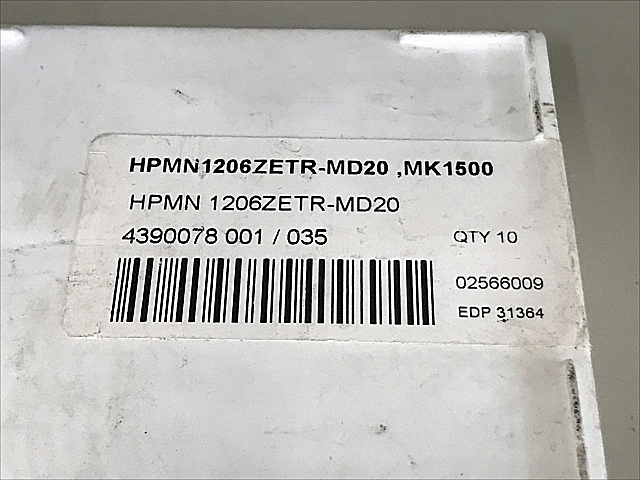 HPMN1206ZETR-MD20 ,MK1500
HPMN 1206ZETR-MD20
4390078 001 / 035
QTY 10
02566009
EDP 31364